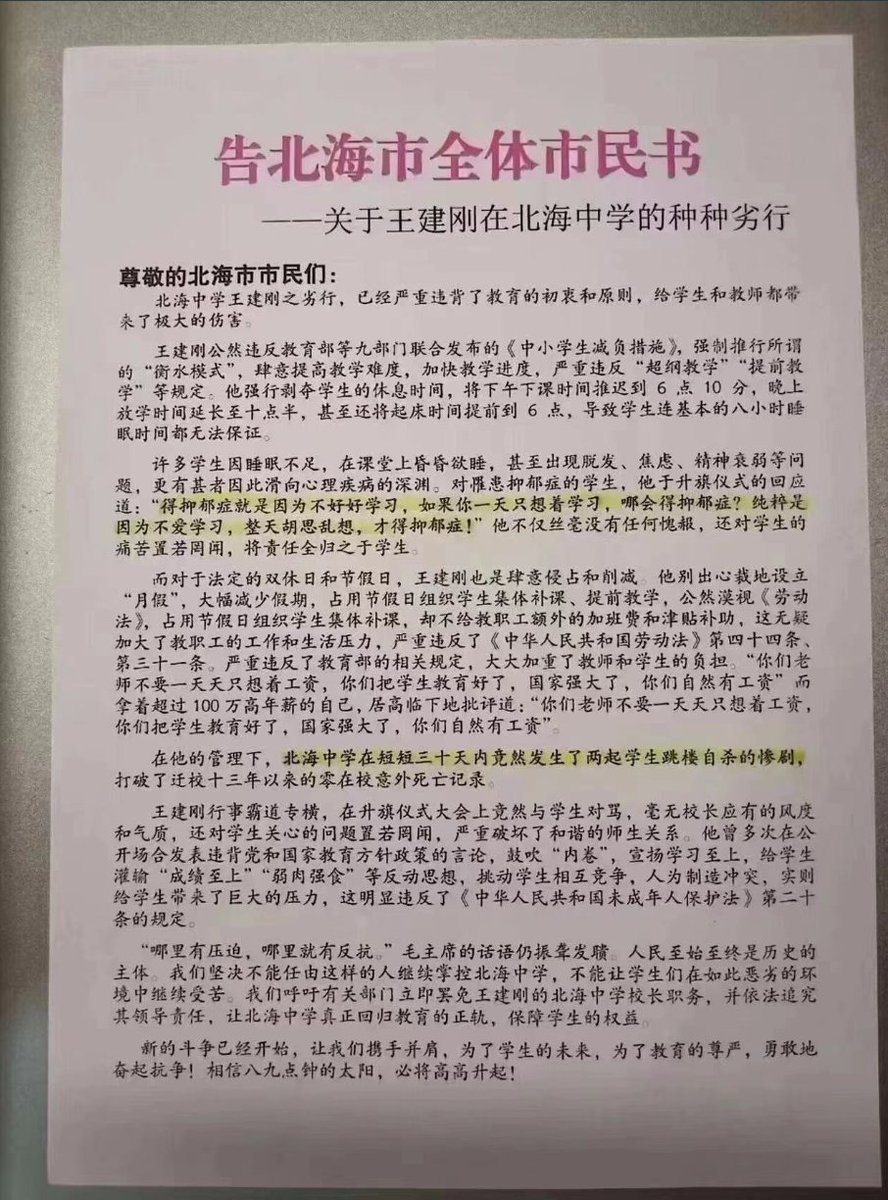 告北海市全体市民书
——关于王建刚在北海中学的种种劣行
尊敬的北海市市民们：
北海中学王建刚之劣行，已经严重违背了教育的初衷和原则，给学生和教师都带
来了极大的伤害。
王建刚公然违反教育部等九部门联合发布的《中小学生减负措施》，强制推行所谓
的“衡水模式”，肆意提高教学难度，加快教学进度，严重违反“超纲教学”“提前教
学”等规定。他强行剥夺学生的休息时间，将下午下课时间推迟到 6 点 10 分，晚上
放学时间延长至十点半，甚至还将起床时间提前到 6 点，导致学生连基本的八小时睡
眠时间都无法保证。
许多学生因睡眠不足，在课堂上昏昏欲睡，甚至出现脱发、焦虑、精神衰弱等问
题，更有甚者因此滑向心理疾病的深渊。对罹患抑郁症的学生，他于升旗仪式的回应
道：“得抑郁症就是因为不好好学习，如果你一天只想着学习，哪会得抑郁症？纯粹是
因为不爱学习，整天胡思乱想，才得抑郁症！”他不仅丝毫没有任何愧赧，还对学生的
痛苦置若罔闻，将责任全归之于学生。
而对于法定的双休日和节假日，王建刚也是肆意侵占和削减。他别出心裁地设立
“月假”，大幅减少假期，占用节假日组织学生集体补课、提前教学，公然漠视《劳动
法》，占用节假日组织学生集体补课，却不给教职工额外的加班费和津贴补助，这无疑
加大了教职工的工作和生活压力，严重违反了《中华人民共和国劳动法》第四十四条、
第三十一条。严重违反了教育部的相关规定，大大加重了教师和学生的负担。“你们老
师不要一天天只想着工资，你们把学生教育好了，国家强大了，你们自然有工资”而
拿着超过 100 万高年薪的自己，居高临下地批评道：“你们老师不要一天天只想着工资，
你们把学生教育好了，国家强大了，你们自然有工资”。
在他的管理下，北海中学在短短三十天内竟然发生了两起学生跳楼自杀的惨剧，
打破了迁校十三年以来的零在校意外死亡记录。
王建刚行事霸道专横，在升旗仪式大会上竟然与学生对骂，毫无校长应有的风度
和气质，还对学生关心的问题置若罔闻，严重破坏了和谐的师生关系。他曾多次在公
开场合发表违背党和国家教育方针政策的言论，鼓吹“内卷”，宣扬学习至上，给学生
灌输“成绩至上”“弱肉强食”等反动思想，挑动学生相互竞争，人为制造冲突，实则
给学生带来了巨大的压力，这明显违反了《中华人民共和国未成年人保护法》第二十
条的规定。
“哪里有压迫，哪里就有反抗。”毛主席的话语仍振聋发聩。人民至始至终是历史的
主体。我们坚决不能任由这样的人继续掌控北海中学，不能让学生们在如此恶劣的环
境中继续受苦。我们呼吁有关部门立即罢免王建刚的北海中学校长职务，并依法追究
其领导责任，让北海中学真正回归教育的正轨，保障学生的权益。
新的斗争已经开始，让我们携手并肩，为了学生的未来，为了教育的尊严，勇敢地
奋起抗争！相信八九点钟的太阳，必将高高升起！